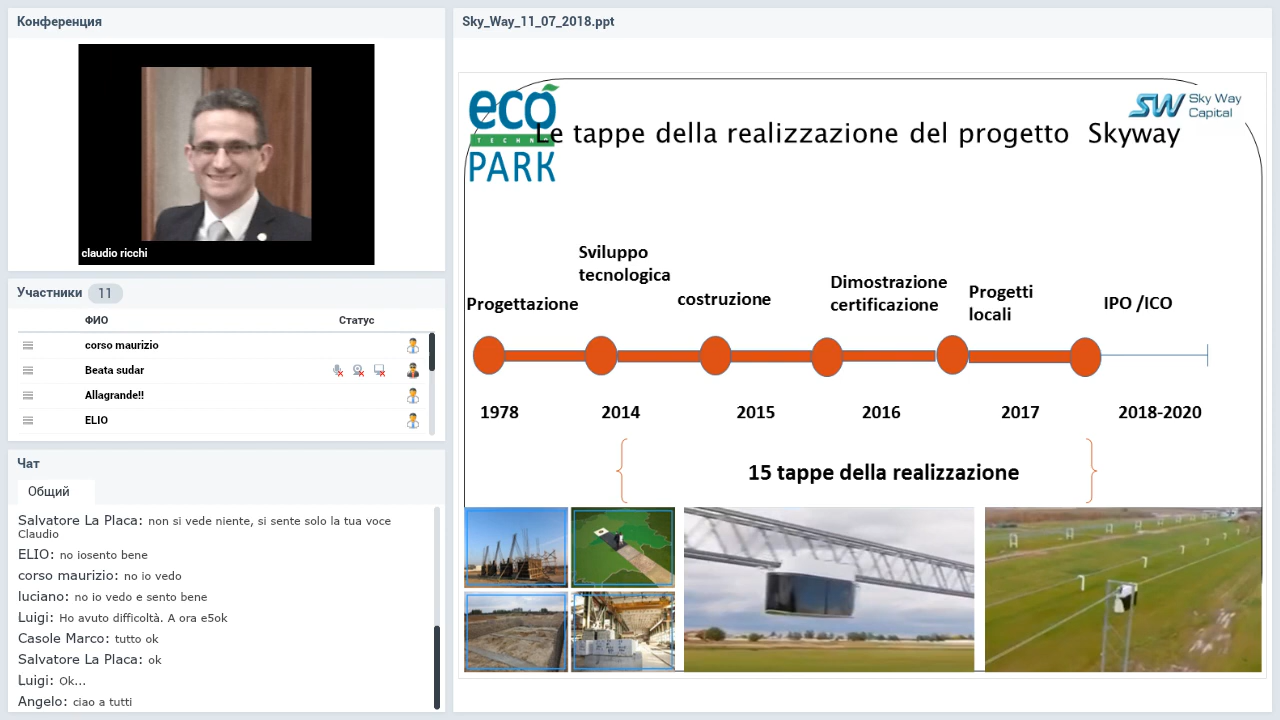 Конференция
claudio ricchi
Участники 11
ФИО Статус
corso maurizio
Beata sudar
Allagrande!!
ELIO
Чат
Общий
Salvatore La Placa: non si vede niente, si sente solo la tua voce
Claudio
ELIO: no iosento bene
corso maurizio: no io vedo
luciano: no io vedo e sento bene
Luigi: Ho avuto difficoltà. A ora e5ok
Casole Marco: tutto ok
Salvatore La Placa: ok
Luigi: Ok...
Angelo: ciao a tutti
Sky_Way_11_07_2018.ppt
eco
TECHNO
PARK
SW Sky Way
Capital
Le tappe della realizzazione del progetto Skyway
Progettazione
Sviluppo
tecnologica
costruzione
Dimostrazione
certificazione
Progetti
locali
IPO /ICO
1978 2014 2015 2016 2017 2018-2020
15 tappe della realizzazione